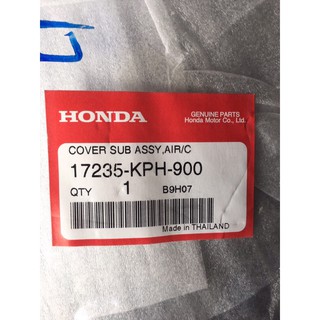 HONDA
GENUINE PARTS
Honda Motor Co., Ltd.
COVER SUB ASSY,AIR/C
17235-KPH-900
QTY 1 B9H07
Made in THAILAND